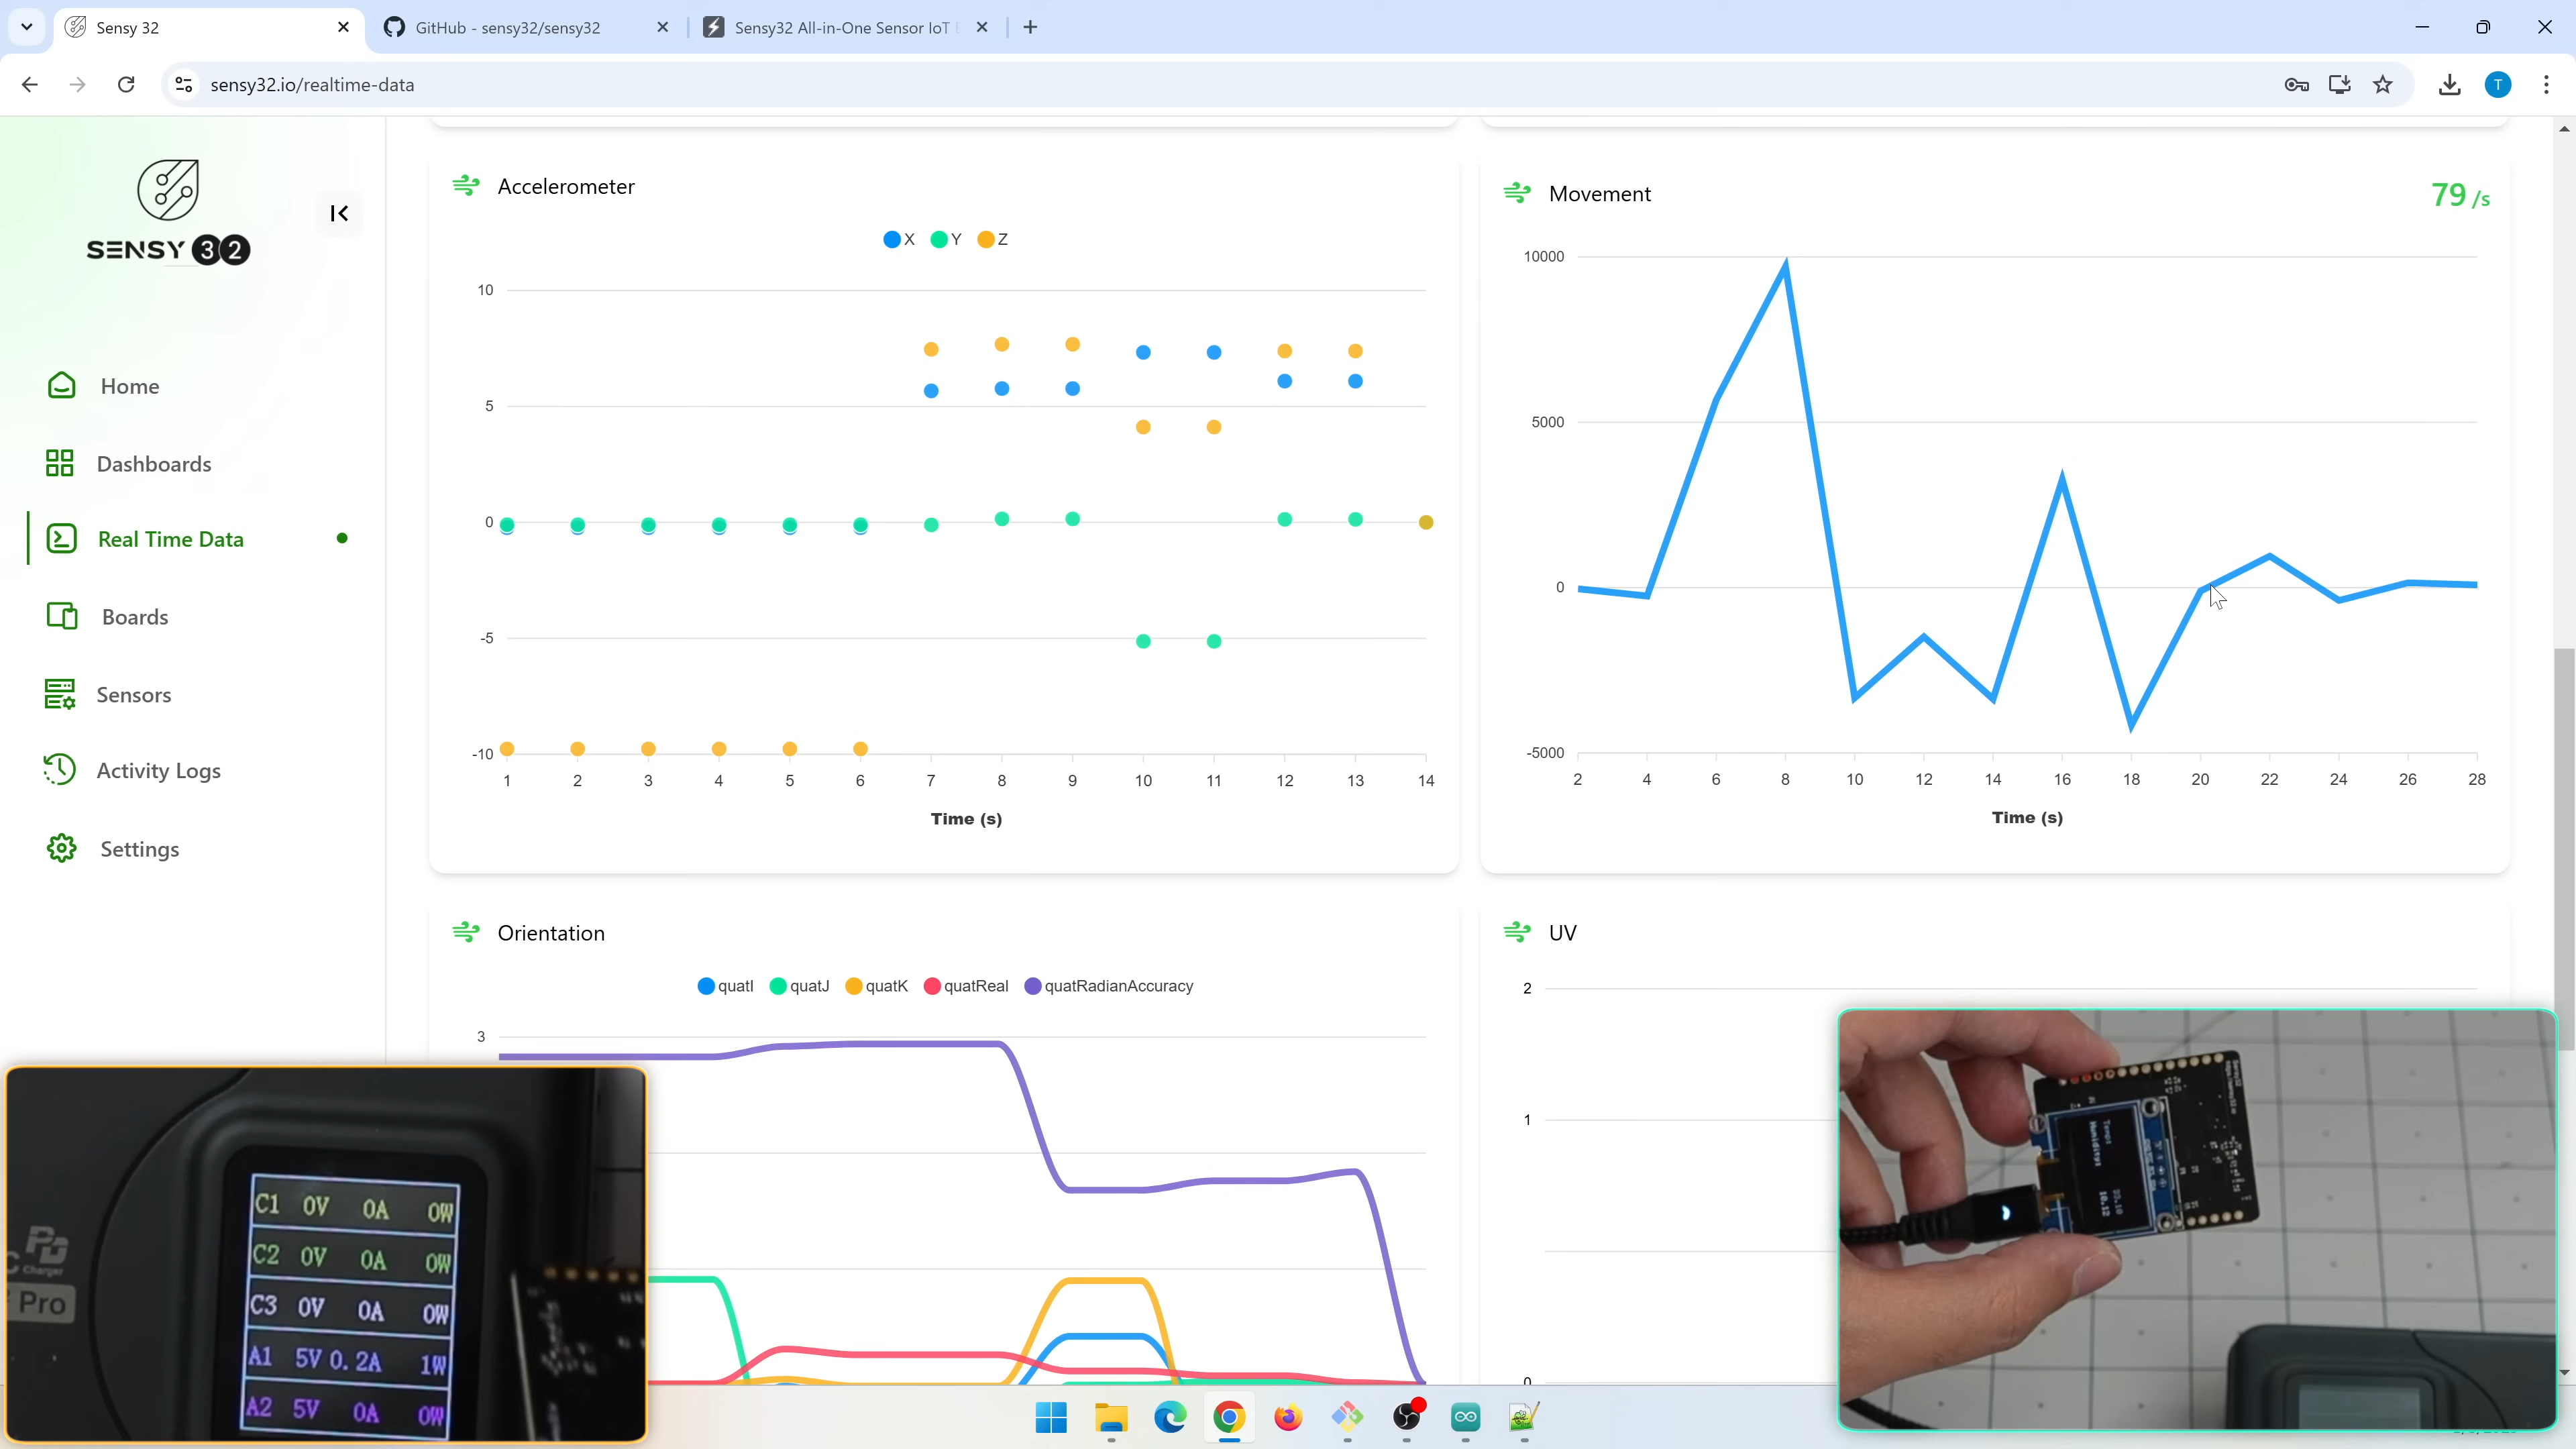 Sensy 32
GitHub - sensy32/sensy32
Sensy32 All-in-One Sensor IoT
sensy32.io/realtime-data
T
SENSY 32
Home
Dashboards
Real Time Data
Boards
Sensors
Activity Logs
Settings
Accelerometer
X Y Z
10
5
0
-5
-10
1 2 3 4 5 6 7 8 9 10 11 12 13 14
Time (s)
Movement
79 /s
10000
5000
0
-5000
2 4 6 8 10 12 14 16 18 20 22 24 26 28
Time (s)
Orientation
quatI quatJ quatK quatReal quatRadianAccuracy
3
UV
2
1
0
PD
Charger
Pro
C1 0V 0A 0W
C2 0V 0A 0W
C3 0V 0A 0W
A1 5V 0.2A 1W
A2 5V 0A 0W